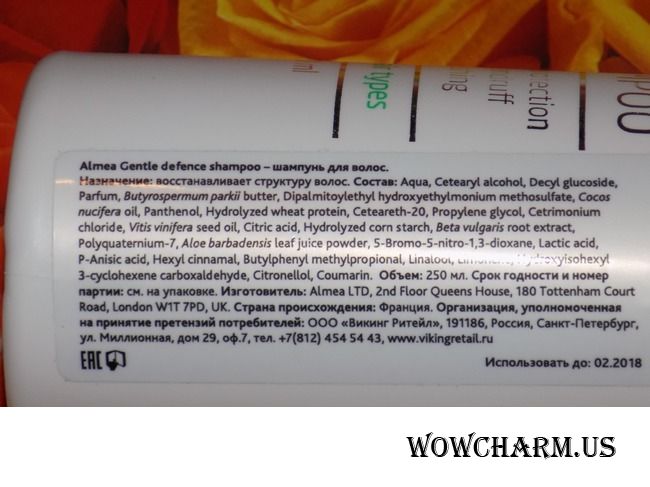 ml
types
ruff
ection
Almea Gentle defence shampoo – шампунь для волос.
Назначение: восстанавливает структуру волос. Состав: Aqua, Cetearyl alcohol, Decyl glucoside,
Parfum, Butyrospermum parkii butter, Dipalmitoylethyl hydroxyethylmonium methosulfate, Cocos
nucifera oil, Panthenol, Hydrolyzed wheat protein, Ceteareth-20, Propylene glycol, Cetrimonium
chloride, Vitis vinifera seed oil, Citric acid, Hydrolyzed corn starch, Beta vulgaris root extract,
Polyquaternium-7, Aloe barbadensis leaf juice powder, 5-Bromo-5-nitro-1,3-dioxane, Lactic acid,
P-Anisic acid, Hexyl cinnamal, Butylphenyl methylpropional, Linalool, Limonene, Hydroxyisohexyl
3-cyclohexene carboxaldehyde, Citronellol, Coumarin. Объем: 250 мл. Срок годности и номер
партии: см. на упаковке. Изготовитель: Almea LTD, 2nd Floor Queens House, 180 Tottenham Court
Road, London W1T 7PD, UK. Страна происхождения: Франция. Организация, уполномоченная
на принятие претензий потребителей: ООО «Викинг Ритейл», 191186, Россия, Санкт-Петербург,
ул. Миллионная, дом 29, оф.7, тел. +7(812) 454 54 43, www.vikingretail.ru
EAC
Использовать до: 02.2018
WOWCHARM.US